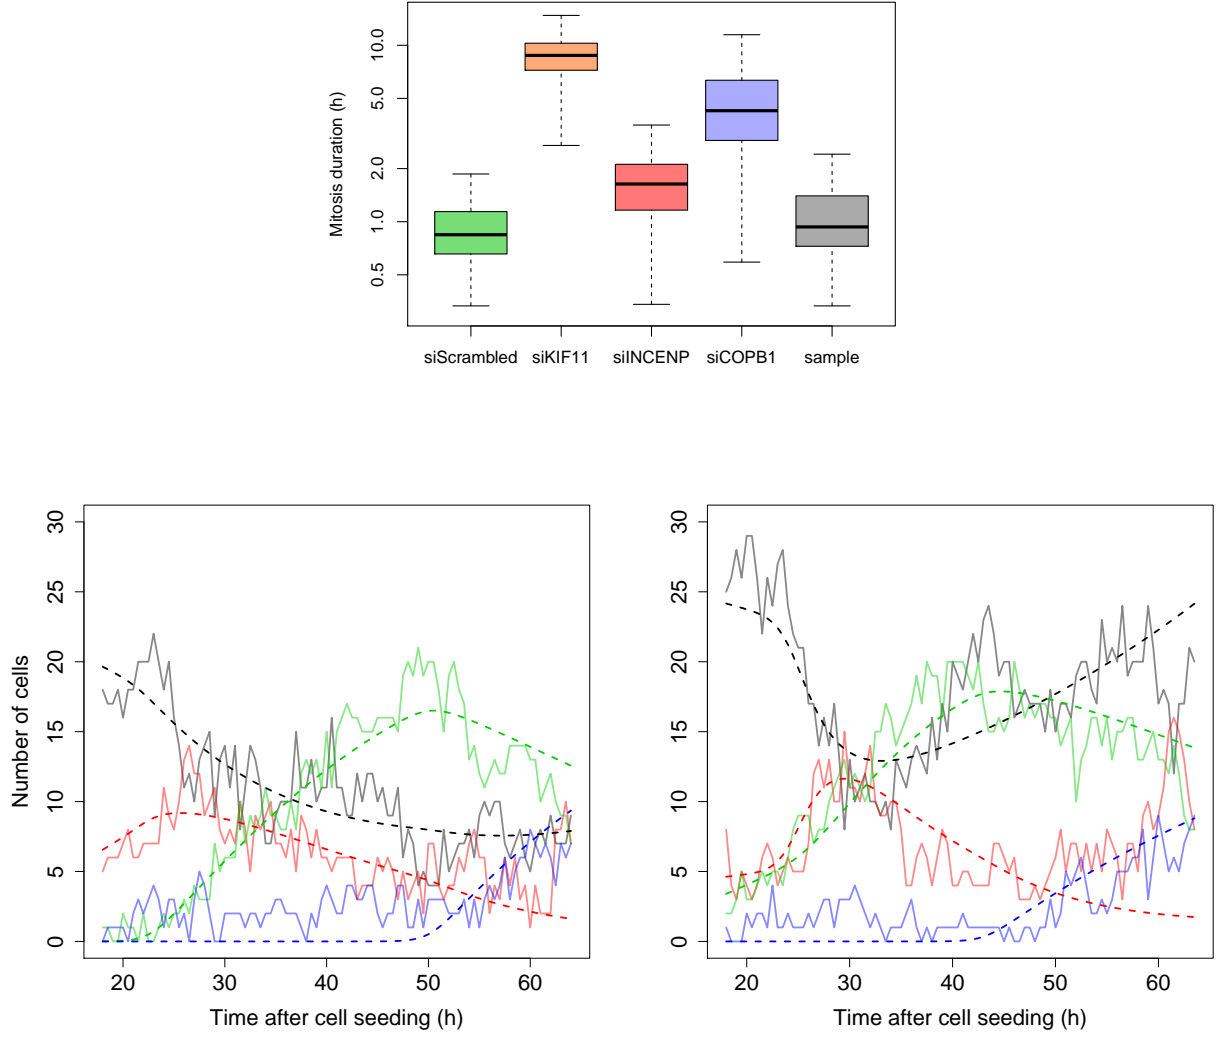 Mitosis duration (h)
10.0
5.0
2.0
1.0
0.5
siScrambled siKIF11 siINCENP siCOPB1 sample
Number of cells
30
25
20
15
10
5
0
20 30 40 50 60
Time after cell seeding (h)
30
25
20
15
10
5
0
20 30 40 50 60
Time after cell seeding (h)